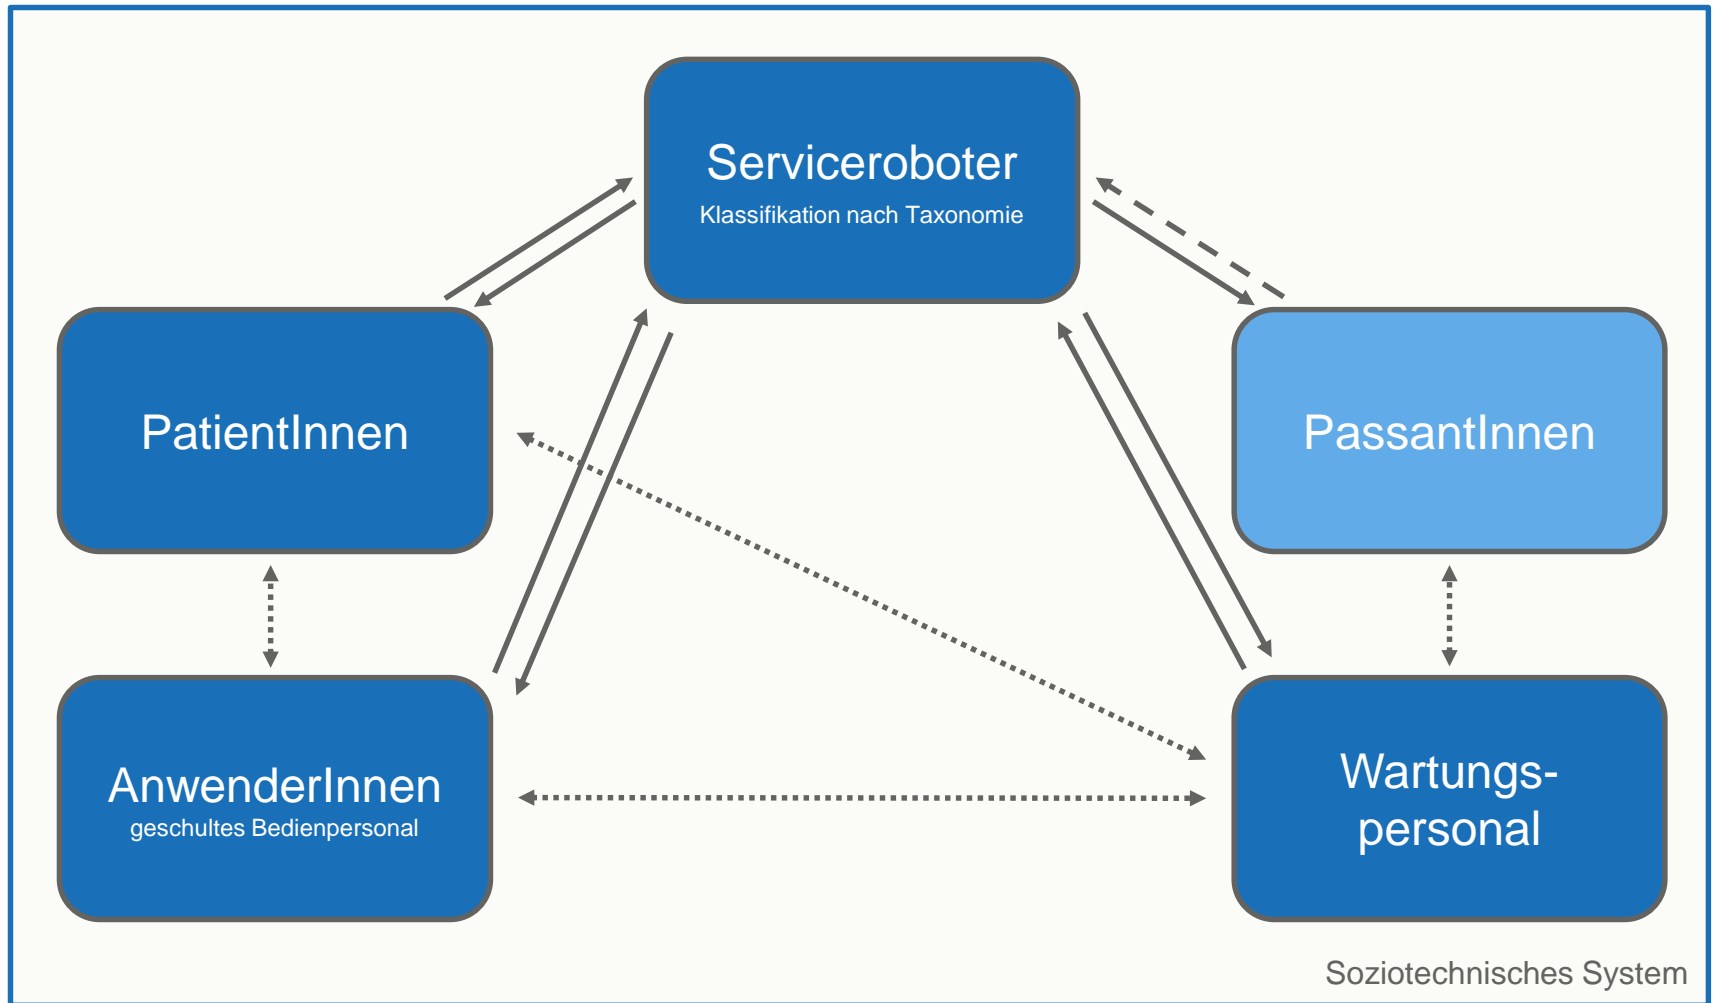 Serviceroboter
Klassifikation nach Taxonomie
PatientInnen
PassantInnen
AnwenderInnen
geschultes Bedienpersonal
Wartungs-
personal
Soziotechnisches System